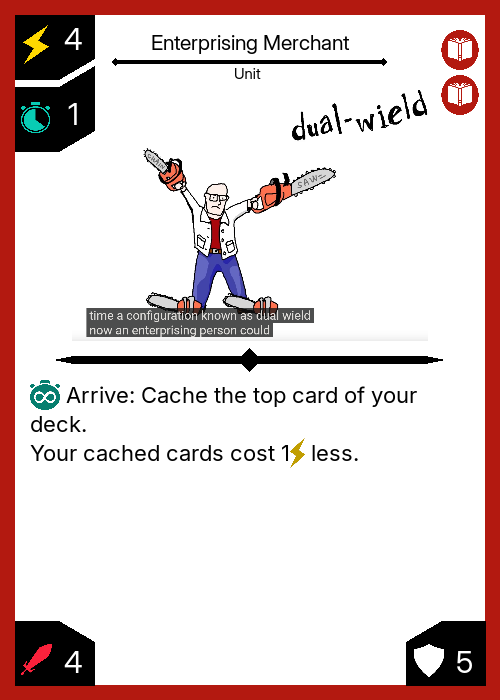 4
Enterprising Merchant
Unit
1
dual-wield
SAW
time a configuration known as dual wield
now an enterprising person could
Arrive: Cache the top card of your
deck.
Your cached cards cost 1 less.
4
5